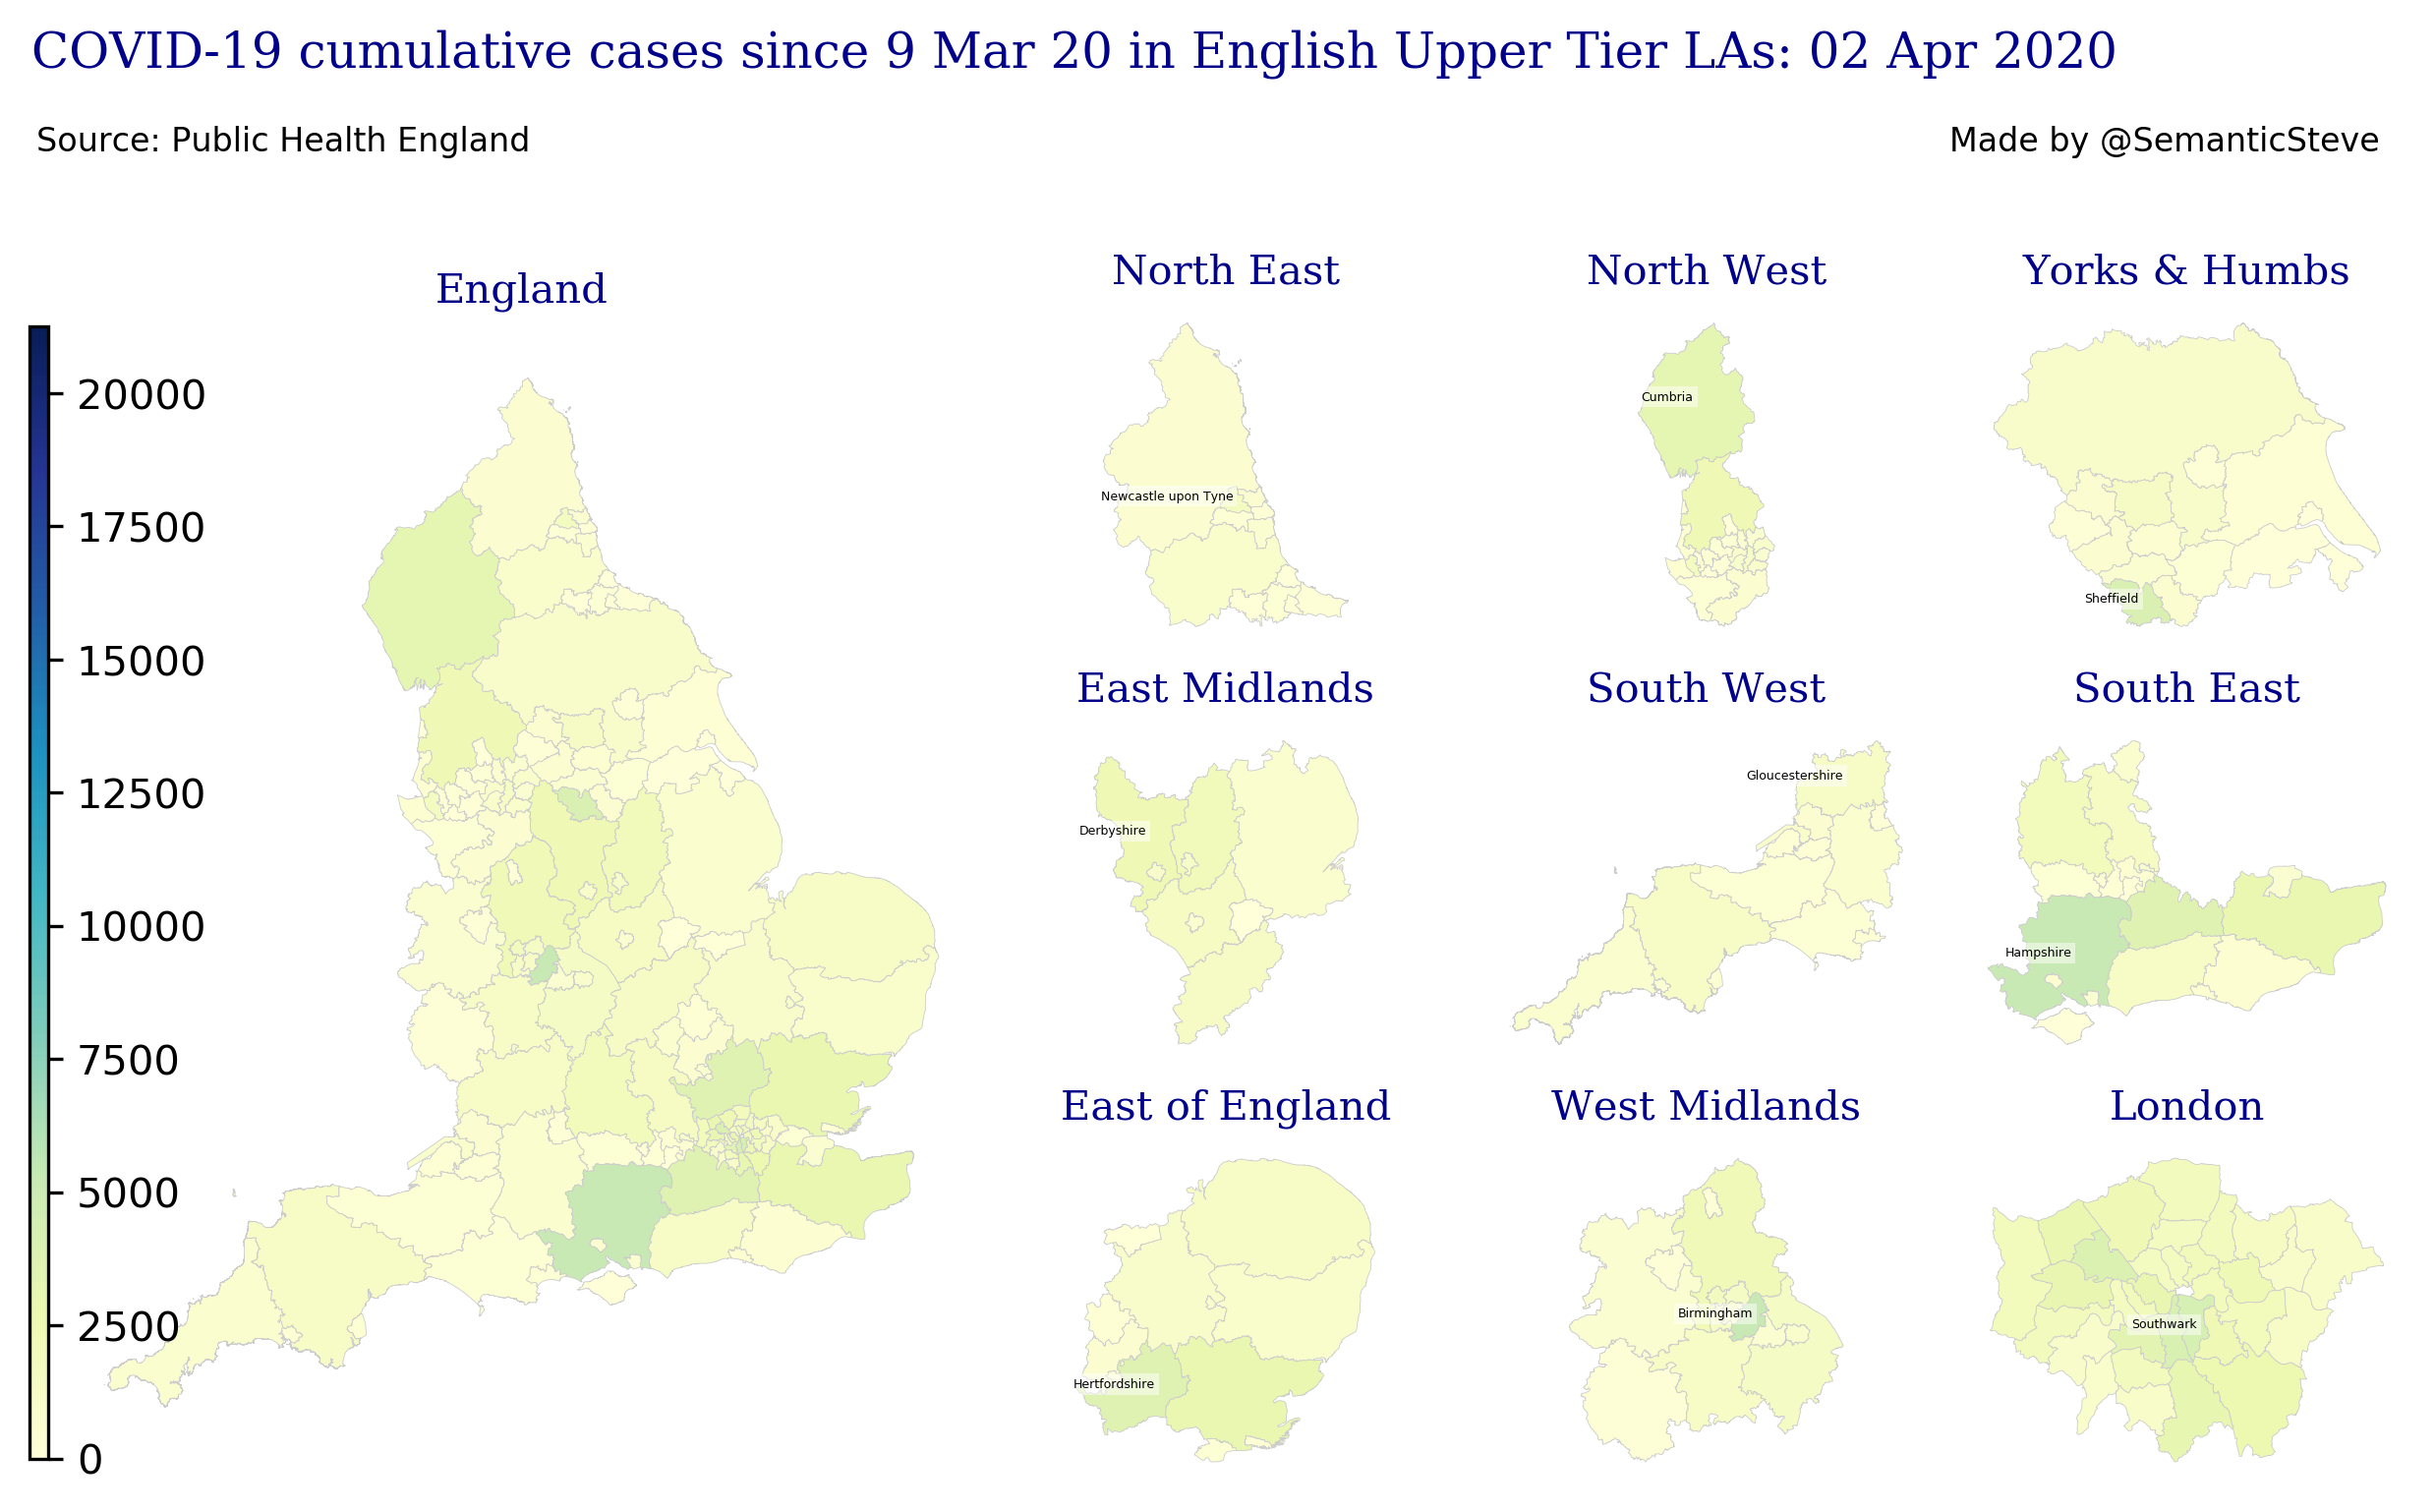 COVID-19 cumulative cases since 9 Mar 20 in English Upper Tier LAs: 02 Apr 2020
Source: Public Health England
Made by @SemanticSteve
England
20000
17500
15000
12500
10000
7500
5000
2500
0
North East
Newcastle upon Tyne
North West
Cumbria
Yorks & Humbs
Sheffield
East Midlands
Derbyshire
South West
Gloucestershire
South East
Hampshire
East of England
Hertfordshire
West Midlands
Birmingham
London
Southwark